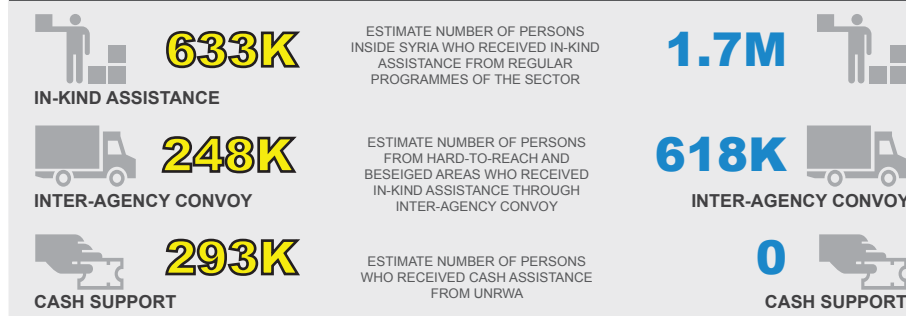 633K
ESTIMATE NUMBER OF PERSONS
INSIDE SYRIA WHO RECEIVED IN-KIND
ASSISTANCE FROM REGULAR
PROGRAMMES OF THE SECTOR
1.7M
IN-KIND ASSISTANCE
248K
ESTIMATE NUMBER OF PERSONS
FROM HARD-TO-REACH AND
BESEIGED AREAS WHO RECEIVED
IN-KIND ASSISTANCE THROUGH
INTER-AGENCY CONVOY
618K
INTER-AGENCY CONVOY
INTER-AGENCY CONVOY
293K
ESTIMATE NUMBER OF PERSONS
WHO RECEIVED CASH ASSISTANCE
FROM UNRWA
0
CASH SUPPORT
CASH SUPPORT